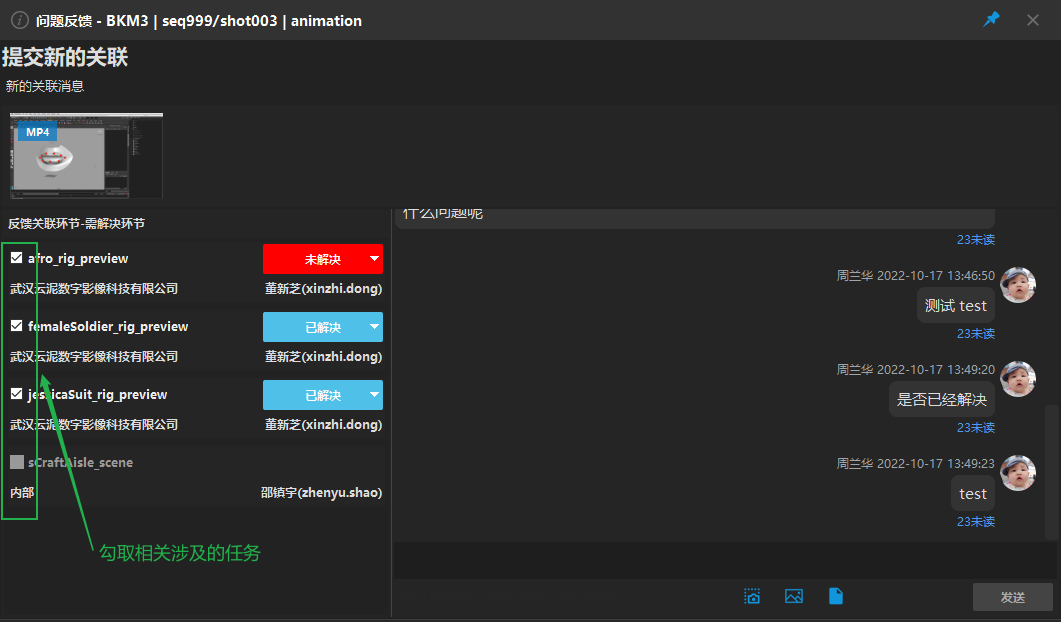 问题反馈 - BKM3 | seq999/shot003 | animation
提交新的关联
新的关联消息
MP4
反馈关联环节-需解决环节
afro_rig_preview 未解决
武汉云泥数字影像科技有限公司 董新芝(xinzhi.dong)
femaleSoldier_rig_preview 已解决
武汉云泥数字影像科技有限公司 董新芝(xinzhi.dong)
jessicaSuit_rig_preview 已解决
武汉云泥数字影像科技有限公司 董新芝(xinzhi.dong)
sCraftAisle_scene
内部 邵镇宇(zhenyu.shao)
勾取相关涉及的任务
什么问题呢
23未读
周兰华 2022-10-17 13:46:50
测试 test
23未读
周兰华 2022-10-17 13:49:20
是否已经解决
23未读
周兰华 2022-10-17 13:49:23
test
23未读
发送